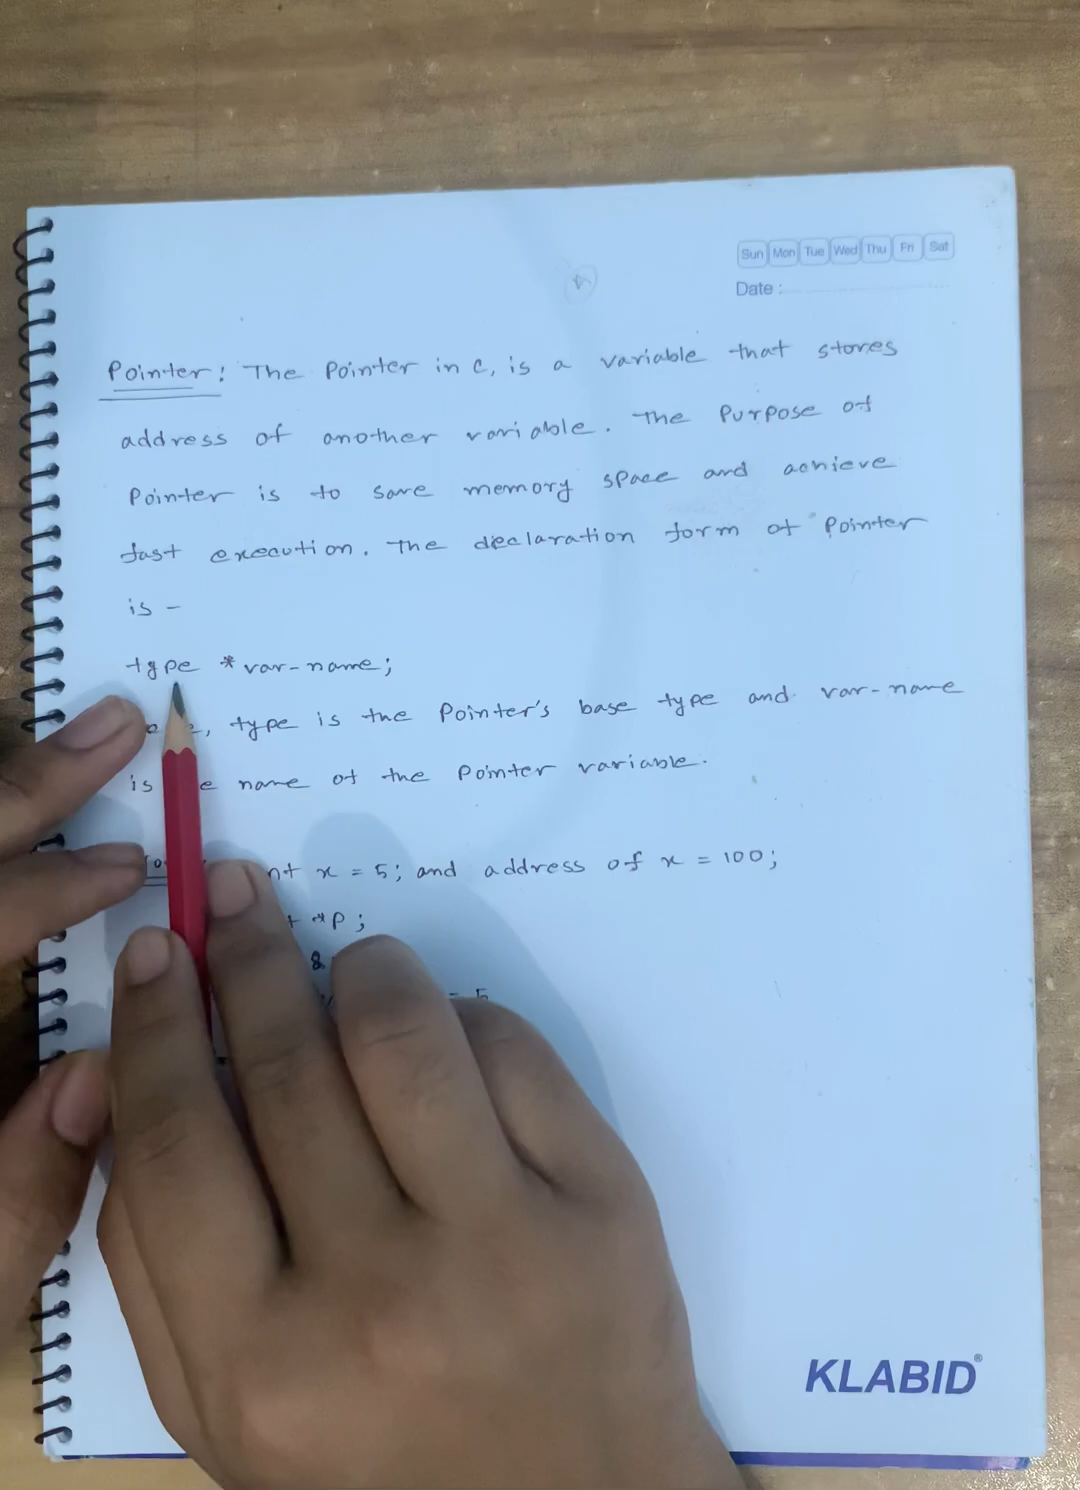 Sun Mon Tue Wed Thu Fri Sat
Date :
Pointer: The Pointer in C, is a variable that stores
address of another variable. The Purpose of
Pointer is to save memory space and achieve
fast execution. The declaration form of Pointer
is -
type *var-name;
, type is the Pointer's base type and var-name
is name of the Pointer variable.
x = 5; and address of x = 100;
*P;
&
= 5
KLABID®